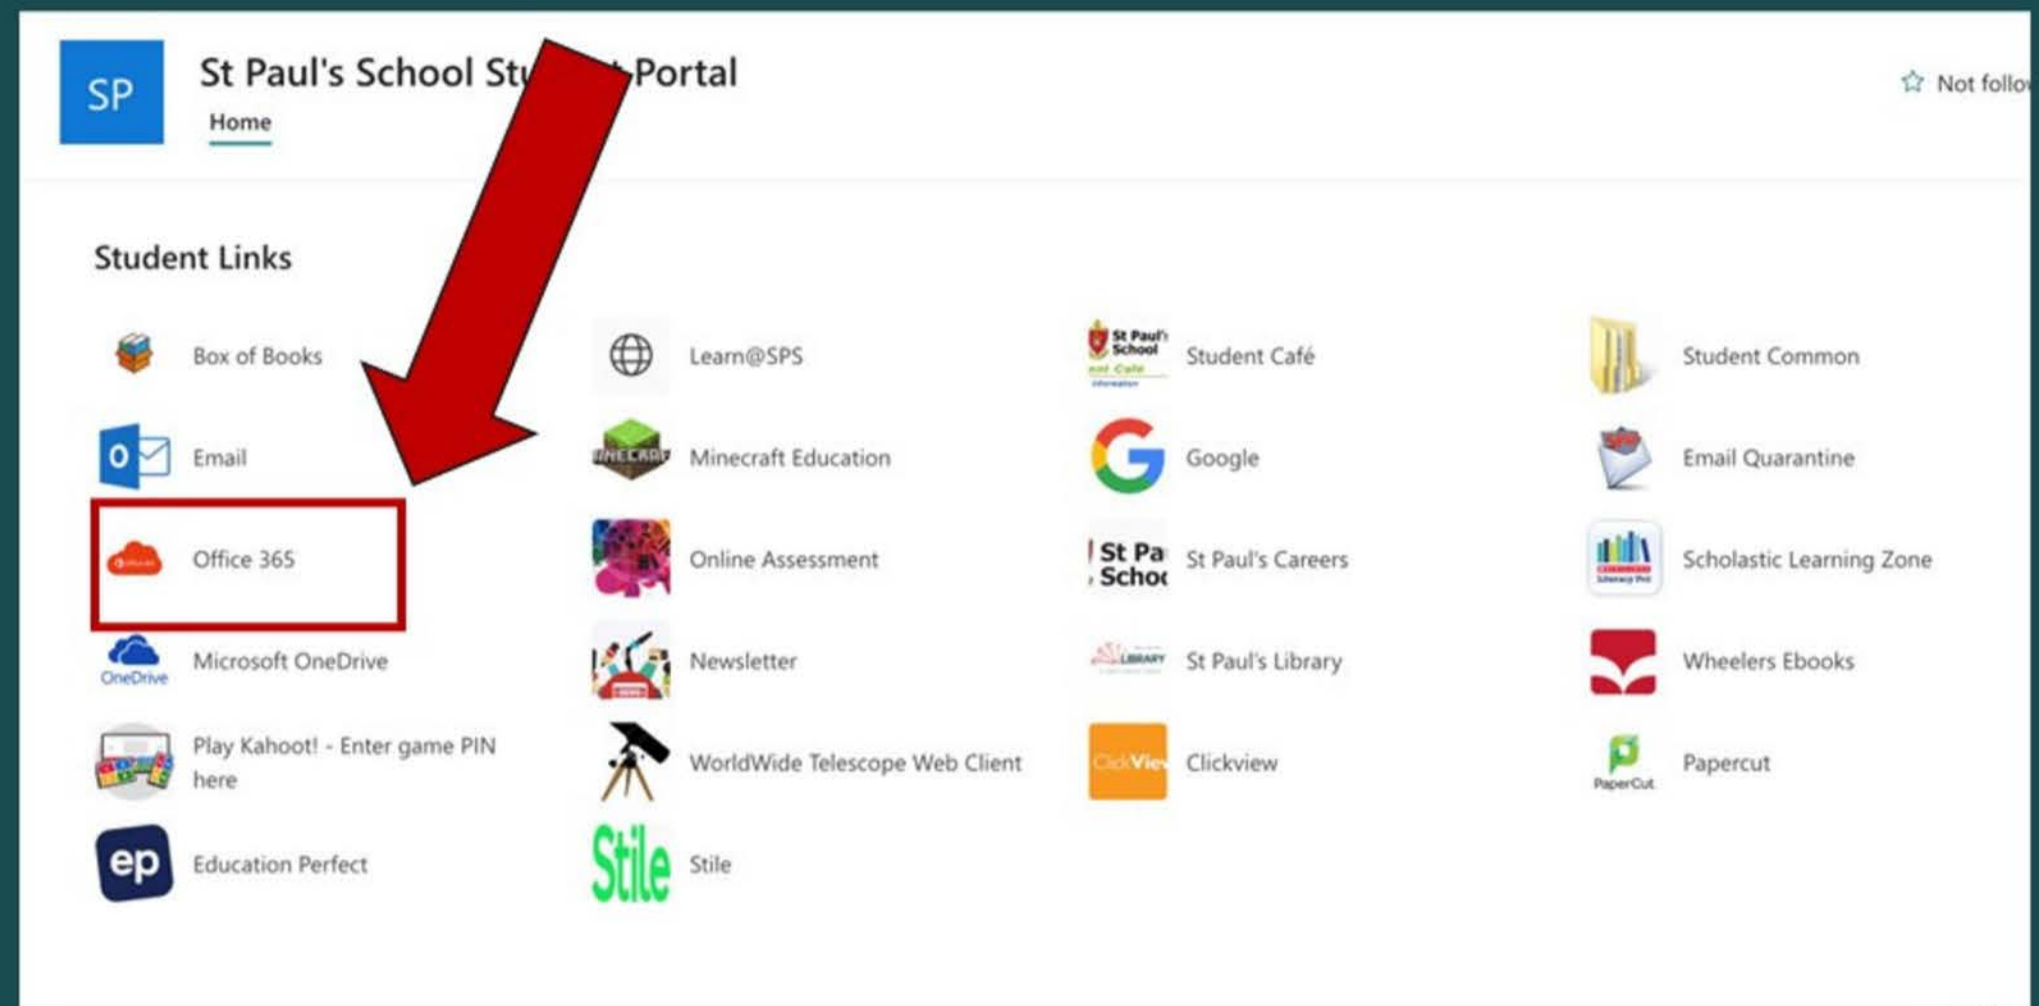 SP
St Paul's School Portal
Not follo
Home
Student Links
Box of Books
Learn@SPS
St Paul's
School
Student Café
Student Common
O
Email
Minecraft Education
G
Google
Email Quarantine
Office 365
Online Assessment
St Pa
Schoo
St Paul's Careers
Scholastic Learning Zone
OneDrive
Microsoft OneDrive
Newsletter
LIBRARY
St Paul's Library
Wheelers Ebooks
Play Kahoot! - Enter game PIN
here
WorldWide Telescope Web Client
ClickView
Clickview
PaperCut
Papercut
ep
Education Perfect
Stile
Stile